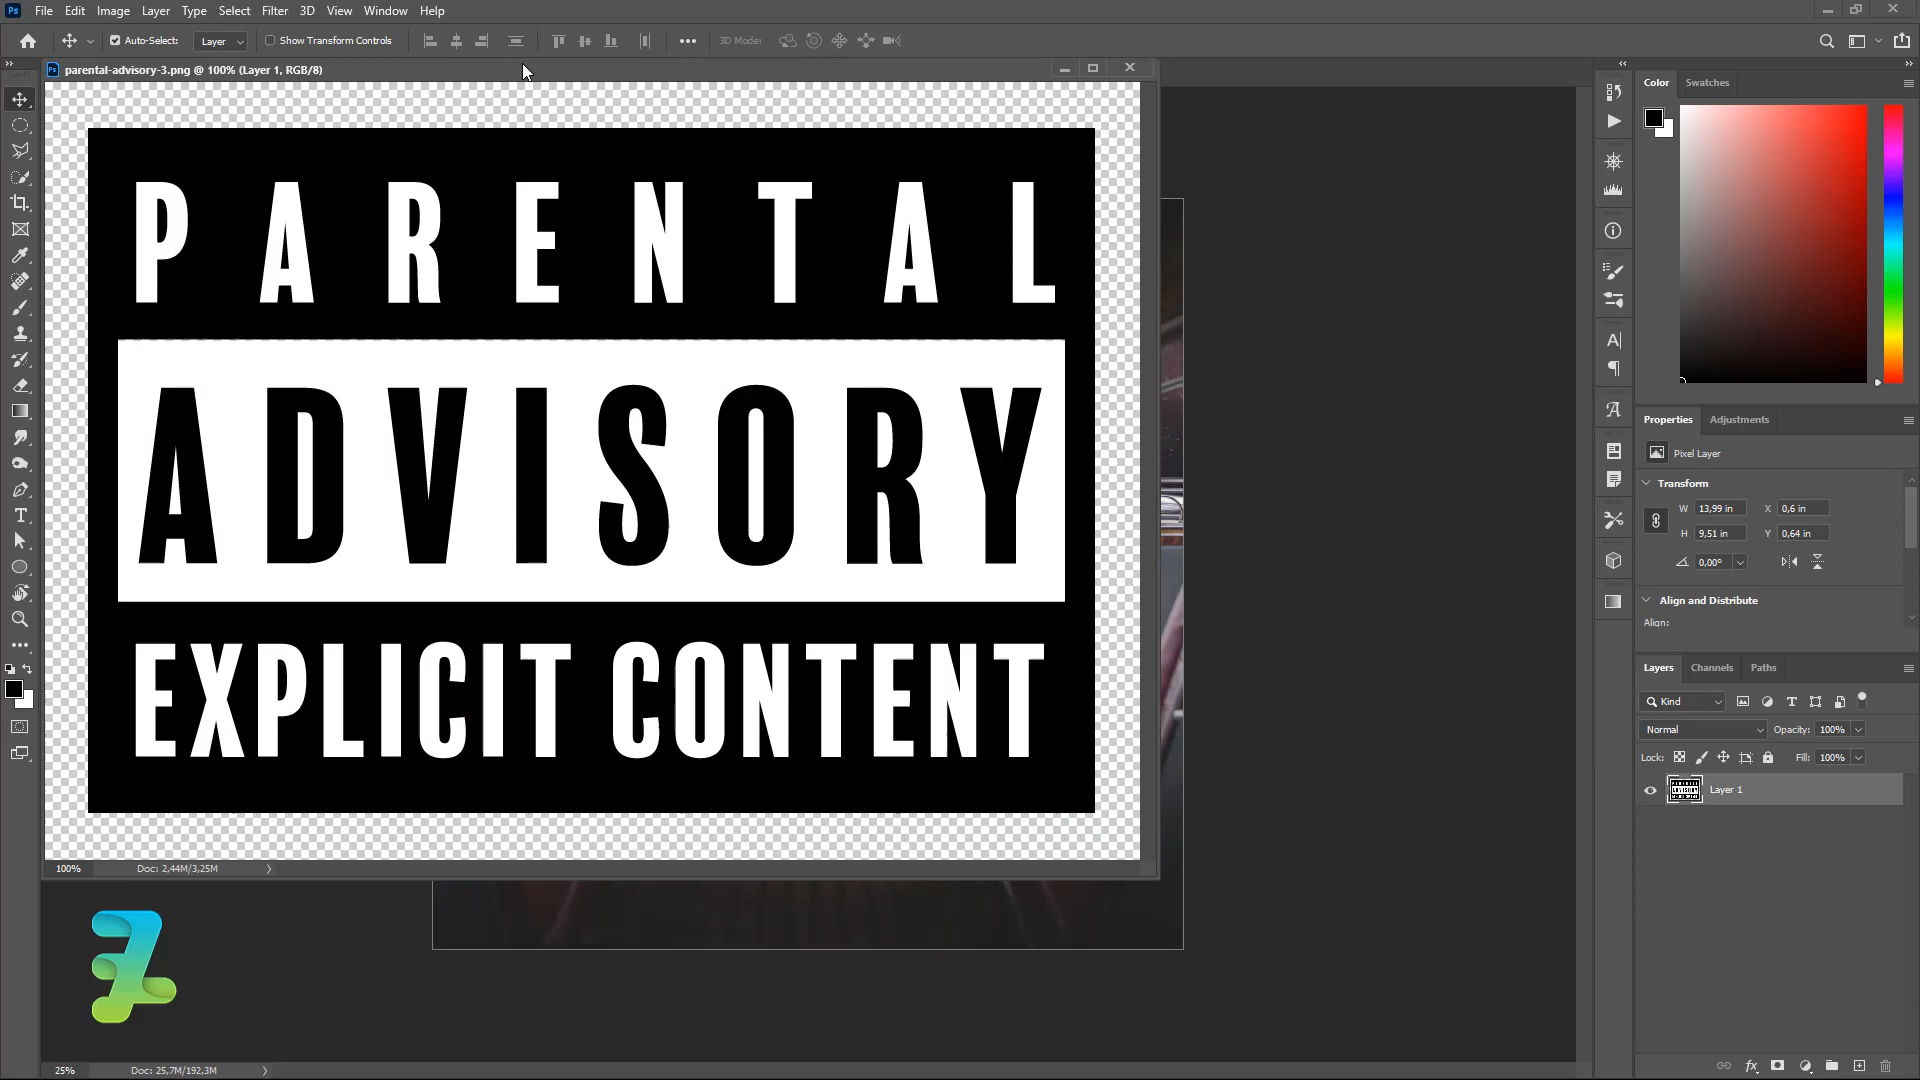 Ps File Edit Image Layer Type Select Filter 3D View Window Help
Auto-Select: Layer Show Transform Controls 3D Mode:
Ps parental-advisory-3.png @ 100% (Layer 1, RGB/8)
PARENTAL
ADVISORY
EXPLICIT CONTENT
100% Doc: 2,44M/3,25M
25% Doc: 25,7M/192,3M
Color Swatches
Properties Adjustments
Pixel Layer
Transform
W 13,99 in X 0,6 in
H 9,51 in Y 0,64 in
0,00°
Align and Distribute
Align:
Layers Channels Paths
Kind
Normal Opacity: 100%
Lock: Fill: 100%
Layer 1